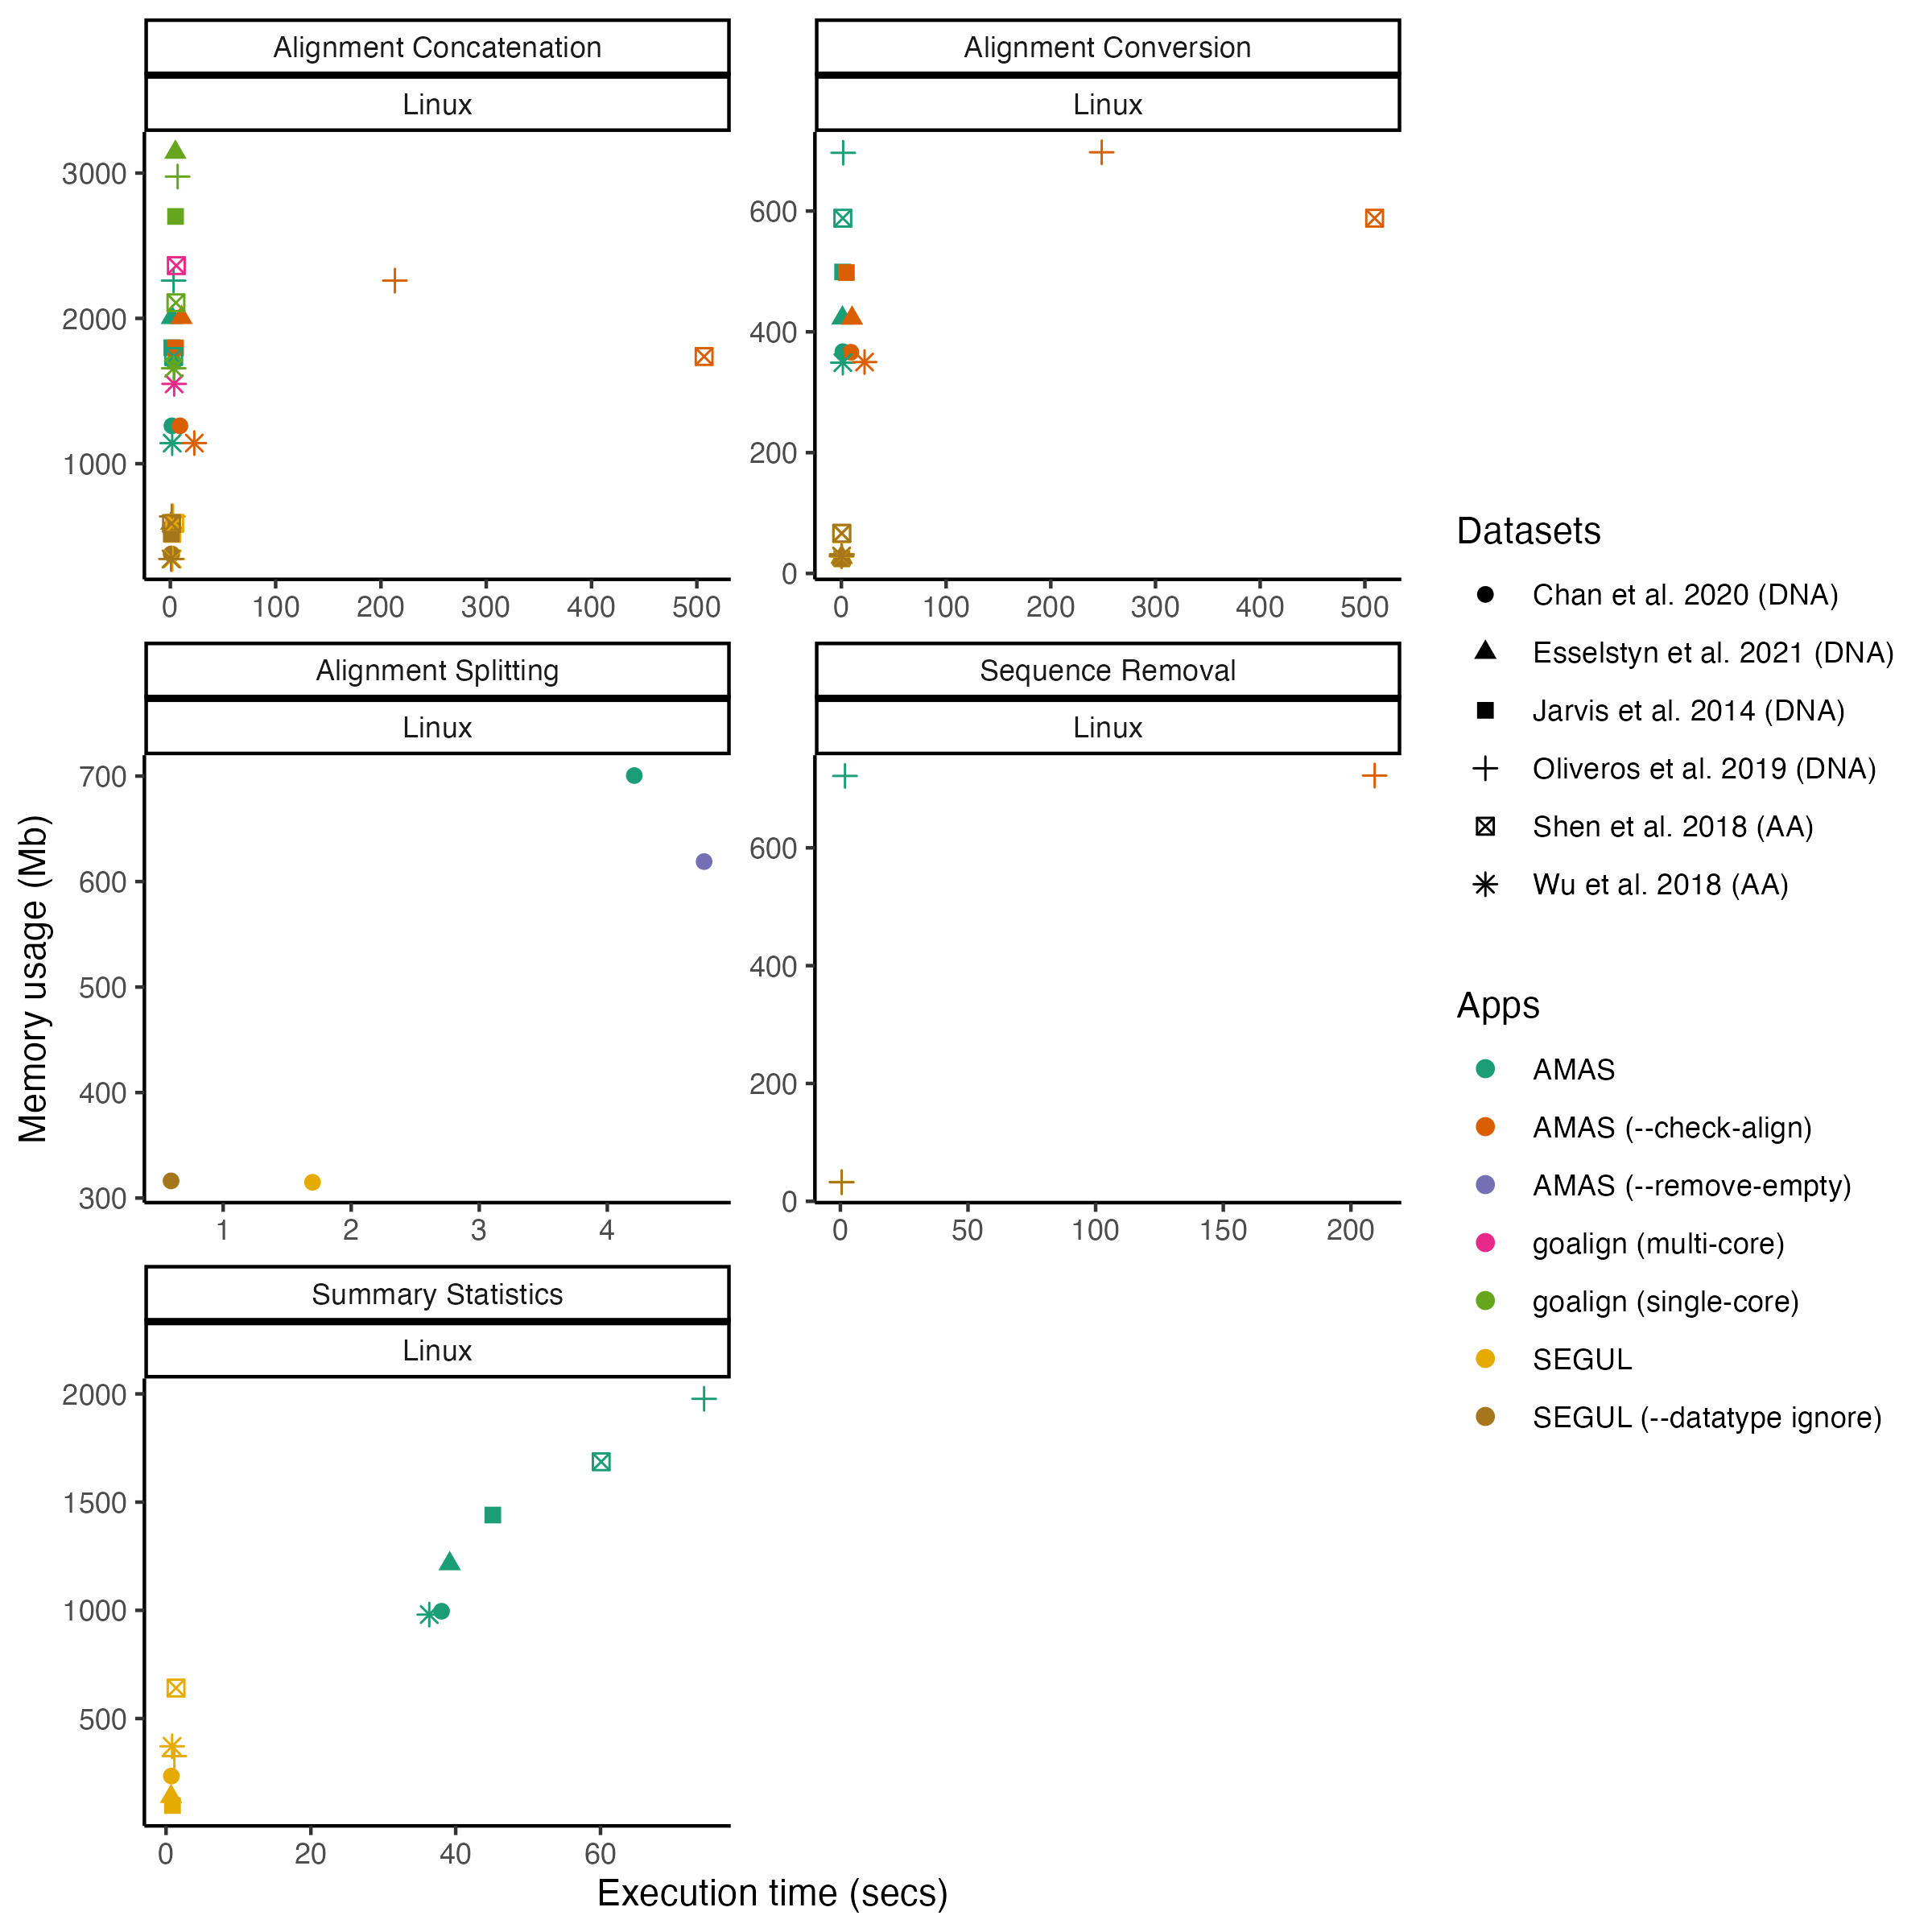 Alignment Concatenation
Linux
3000
2000
1000
0 100 200 300 400 500
Alignment Conversion
Linux
600
400
200
0
0 100 200 300 400 500
Alignment Splitting
Linux
700
600
500
400
300
1 2 3 4
Sequence Removal
Linux
600
400
200
0
0 50 100 150 200
Summary Statistics
Linux
2000
1500
1000
500
0 20 40 60
Memory usage (Mb)
Execution time (secs)
Datasets
Chan et al. 2020 (DNA)
Esselstyn et al. 2021 (DNA)
Jarvis et al. 2014 (DNA)
Oliveros et al. 2019 (DNA)
Shen et al. 2018 (AA)
Wu et al. 2018 (AA)
Apps
AMAS
AMAS (--check-align)
AMAS (--remove-empty)
goalign (multi-core)
goalign (single-core)
SEGUL
SEGUL (--datatype ignore)